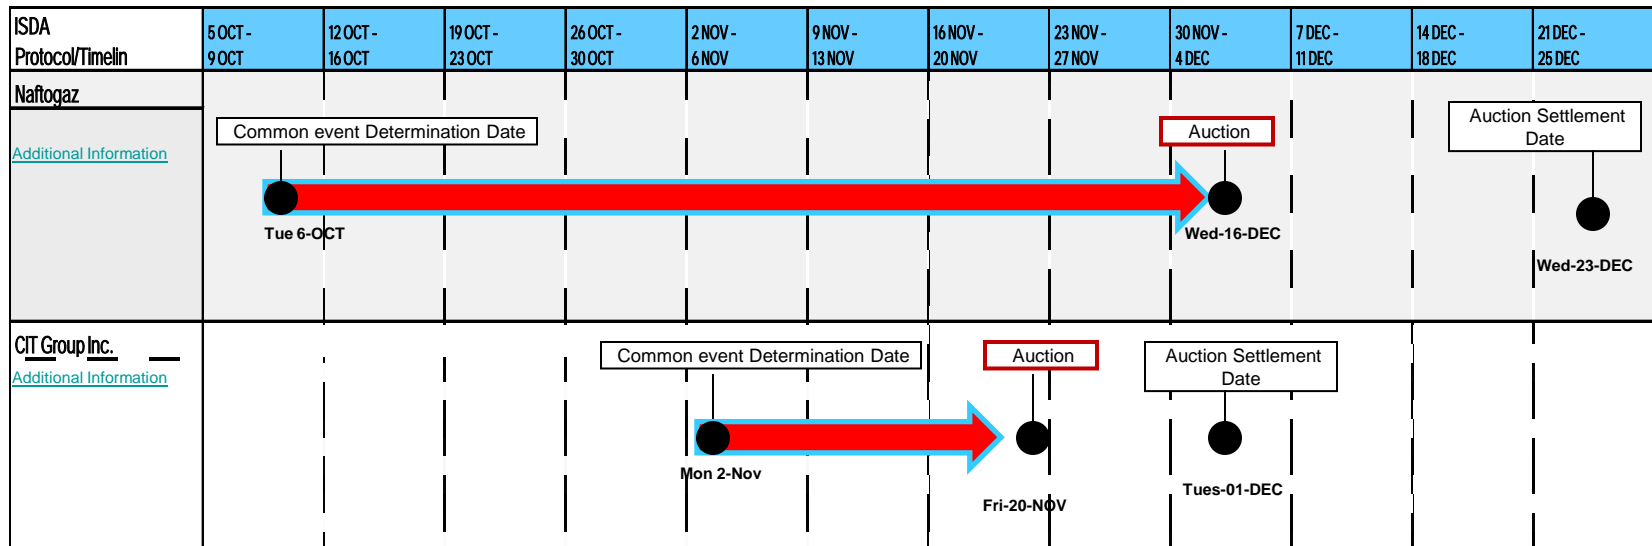 ISDA
Protocol/Timelin
5 OCT -
9 OCT
12 OCT -
16 OCT
19 OCT -
23 OCT
26 OCT -
30 OCT
2 NOV -
6 NOV
9 NOV -
13 NOV
16 NOV -
20 NOV
23 NOV -
27 NOV
30 NOV -
4 DEC
7 DEC -
11 DEC
14 DEC -
18 DEC
21 DEC -
25 DEC
Naftogaz
Additional Information
Common event Determination Date
Auction
Auction Settlement
Date
Tue 6-OCT
Wed-16-DEC
Wed-23-DEC
CIT Group Inc.
Additional Information
Common event Determination Date
Auction
Auction Settlement
Date
Mon 2-Nov
Fri-20-NOV
Tues-01-DEC